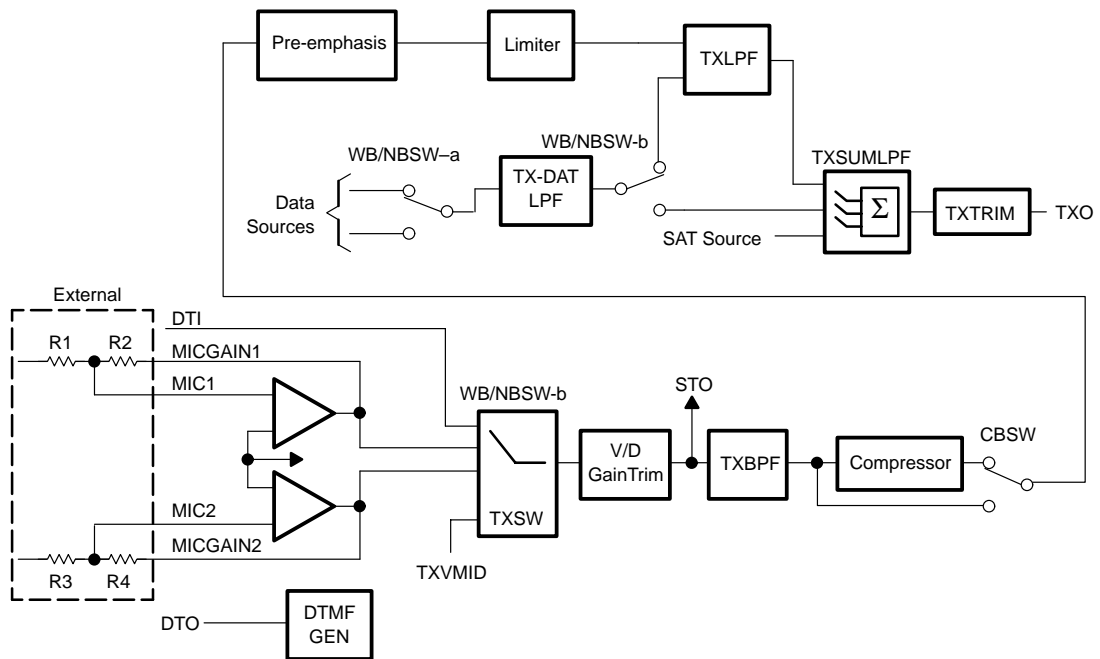 Pre-emphasis
Limiter
TXLPF
WB/NBSW–a
WB/NBSW-b
TXSUMLPF
Data
Sources
TX-DAT
LPF
Σ
TXTRIM
TXO
SAT Source
External
DTI
R1
R2
MICGAIN1
MIC1
WB/NBSW-b
STO
CBSW
V/D
GainTrim
TXBPF
Compressor
MIC2
TXSW
MICGAIN2
R3
R4
TXVMID
DTO
DTMF
GEN